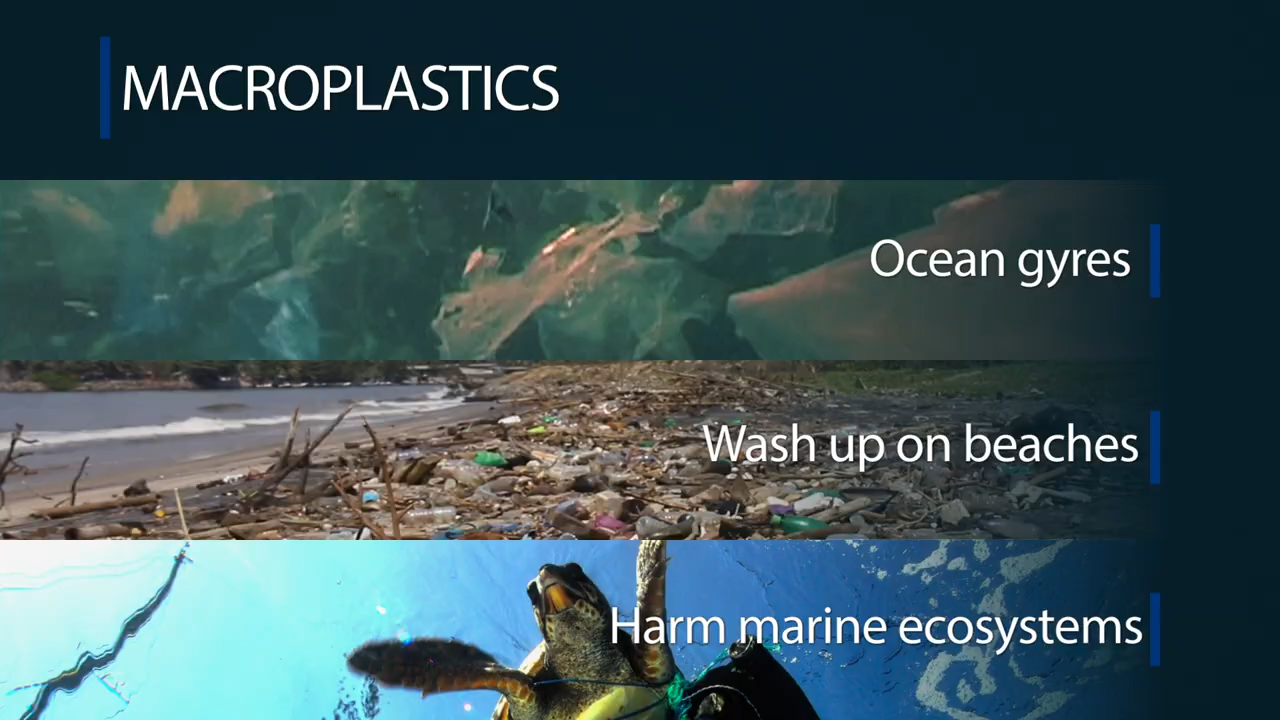 MACROPLASTICS
Ocean gyres
Wash up on beaches
Harm marine ecosystems